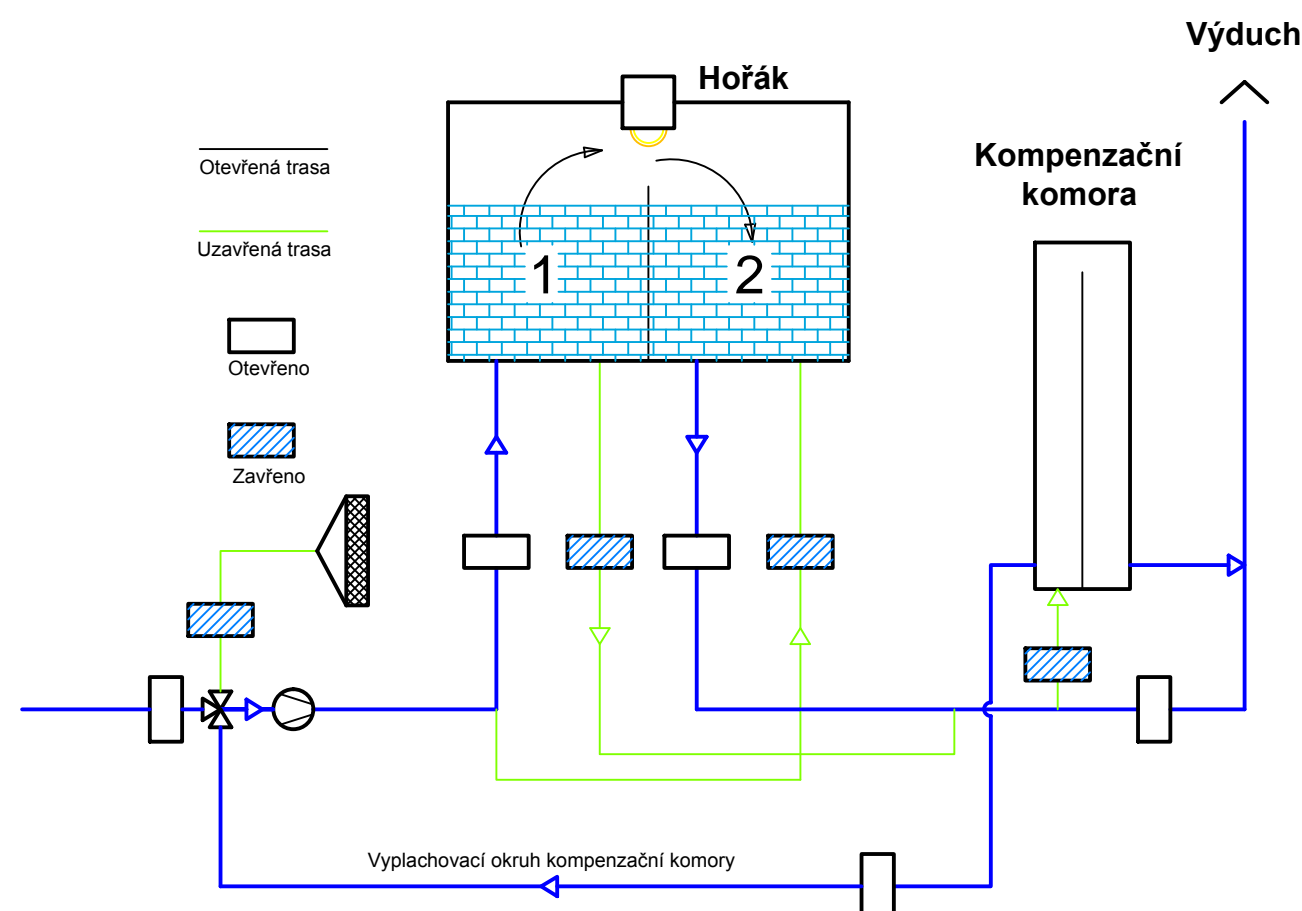 Výduch
Hořák
Kompenzační
komora
Otevřená trasa
Uzavřená trasa
1
2
Otevřeno
Zavřeno
Vyplachovací okruh kompenzační komory